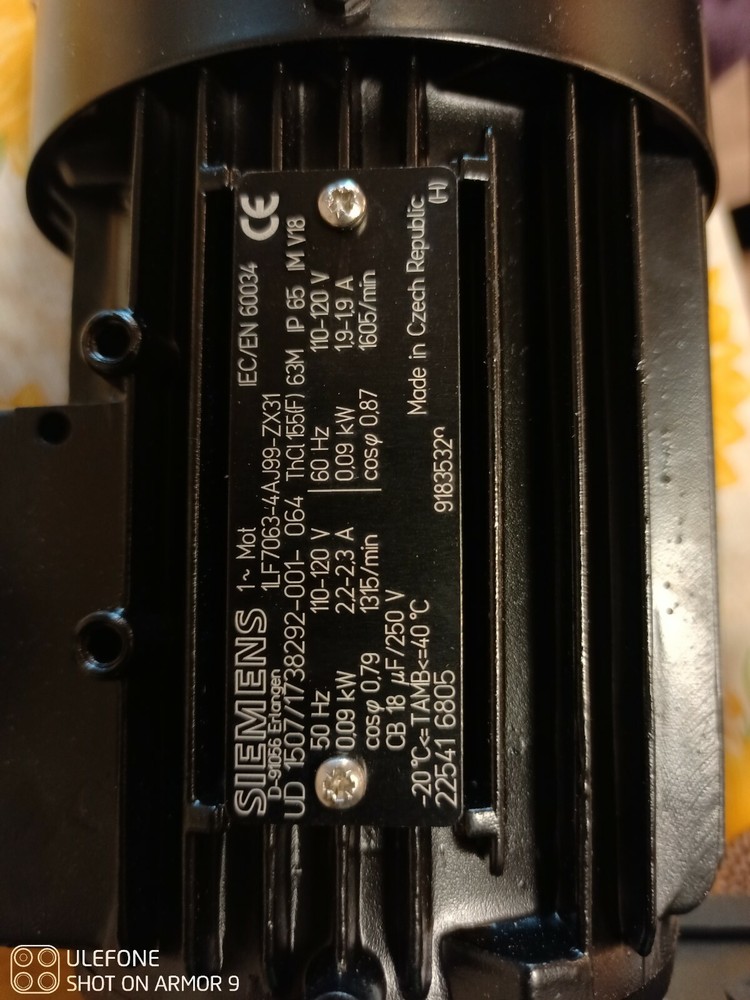 SIEMENS 1~ Mot IEC/EN 60034 CE
D-91056 Erlangen 1LF7063-4AJ99-ZX31
UD 1507/1738292-001- 064 ThCl.155(F) 63M IP 65 IM V18
50 Hz 110-120 V 60 Hz 110-120 V
0,09 kW 2,2-2,3 A 0,09 kW 1,9-1,9 A
cosφ 0,79 1315/min cosφ 0,87 1605/min
CB 18 µF/250 V
-20°C<=TAMB<=40°C 9183532 Made in Czech Republic
22541 6805 (H)
ULEFONE
SHOT ON ARMOR 9